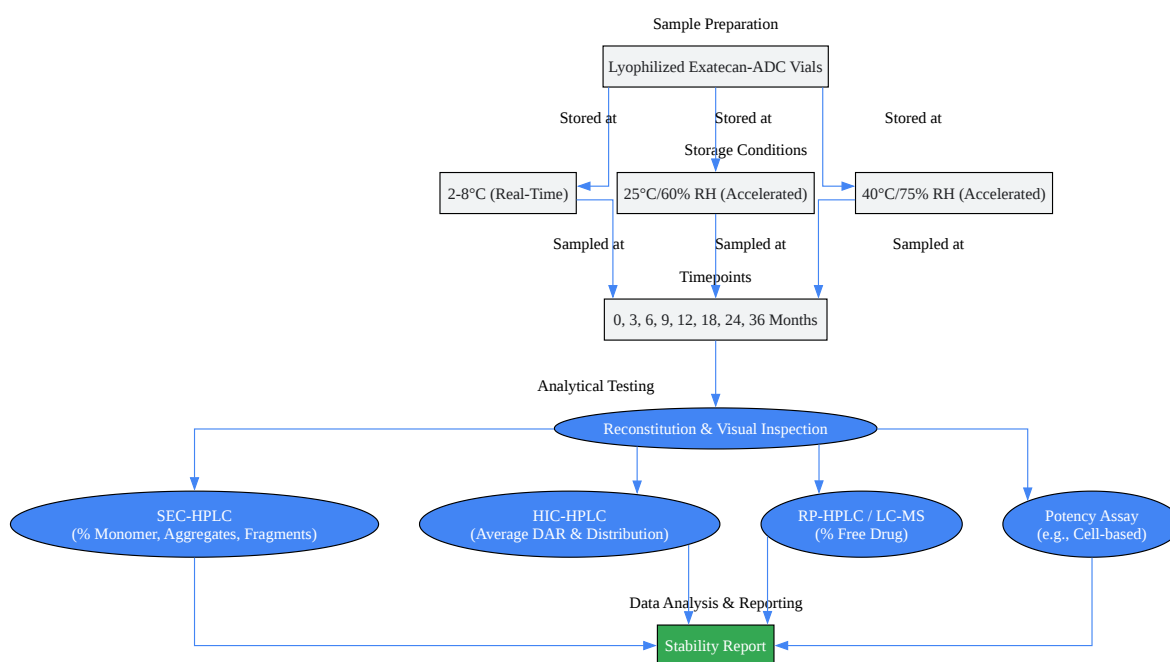 Sample Preparation
Lyophilized Exatecan-ADC Vials
Stored at
Stored at
Stored at
Storage Conditions
2-8°C (Real-Time)
25°C/60% RH (Accelerated)
40°C/75% RH (Accelerated)
Sampled at
Sampled at
Sampled at
Timepoints
0, 3, 6, 9, 12, 18, 24, 36 Months
Analytical Testing
Reconstitution & Visual Inspection
SEC-HPLC
(% Monomer, Aggregates, Fragments)
HIC-HPLC
(Average DAR & Distribution)
RP-HPLC / LC-MS
(% Free Drug)
Potency Assay
(e.g., Cell-based)
Data Analysis & Reporting
Stability Report